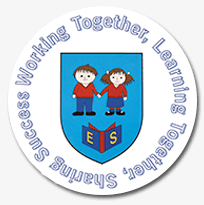 Working Together, Learning Together, Sharing Success
E S